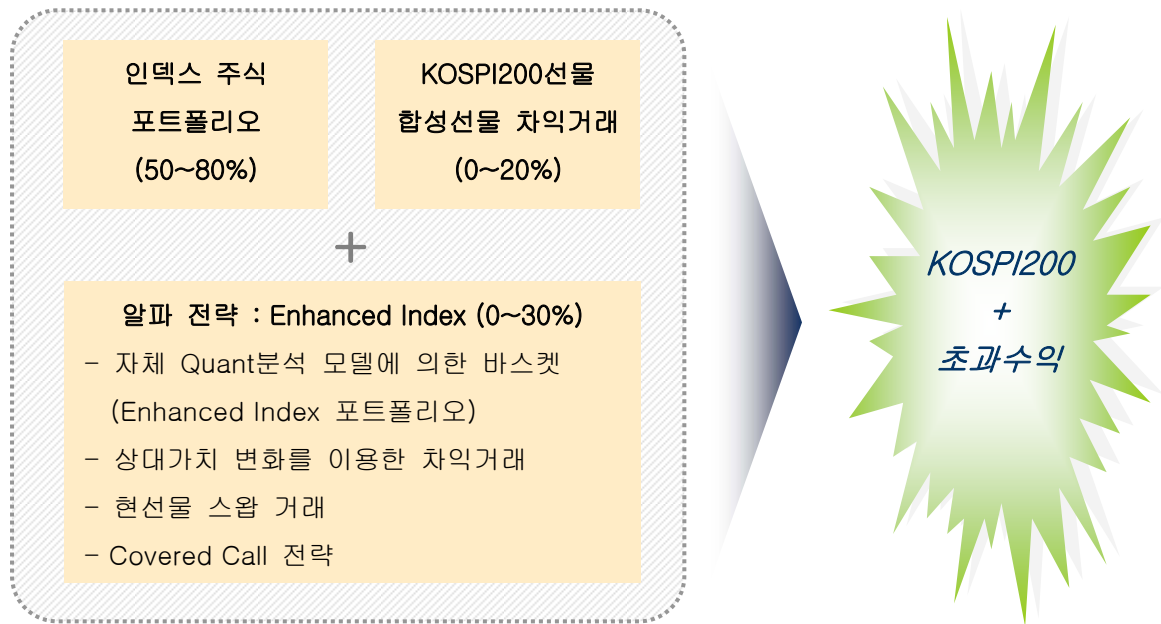 인덱스 주식
포트폴리오
(50~80%)
KOSPI200선물
합성선물 차익거래
(0~20%)
+
알파 전략 : Enhanced Index (0~30%)
- 자체 Quant분석 모델에 의한 바스켓
(Enhanced Index 포트폴리오)
- 상대가치 변화를 이용한 차익거래
- 현선물 스왑 거래
- Covered Call 전략
KOSPI200
+
초과수익